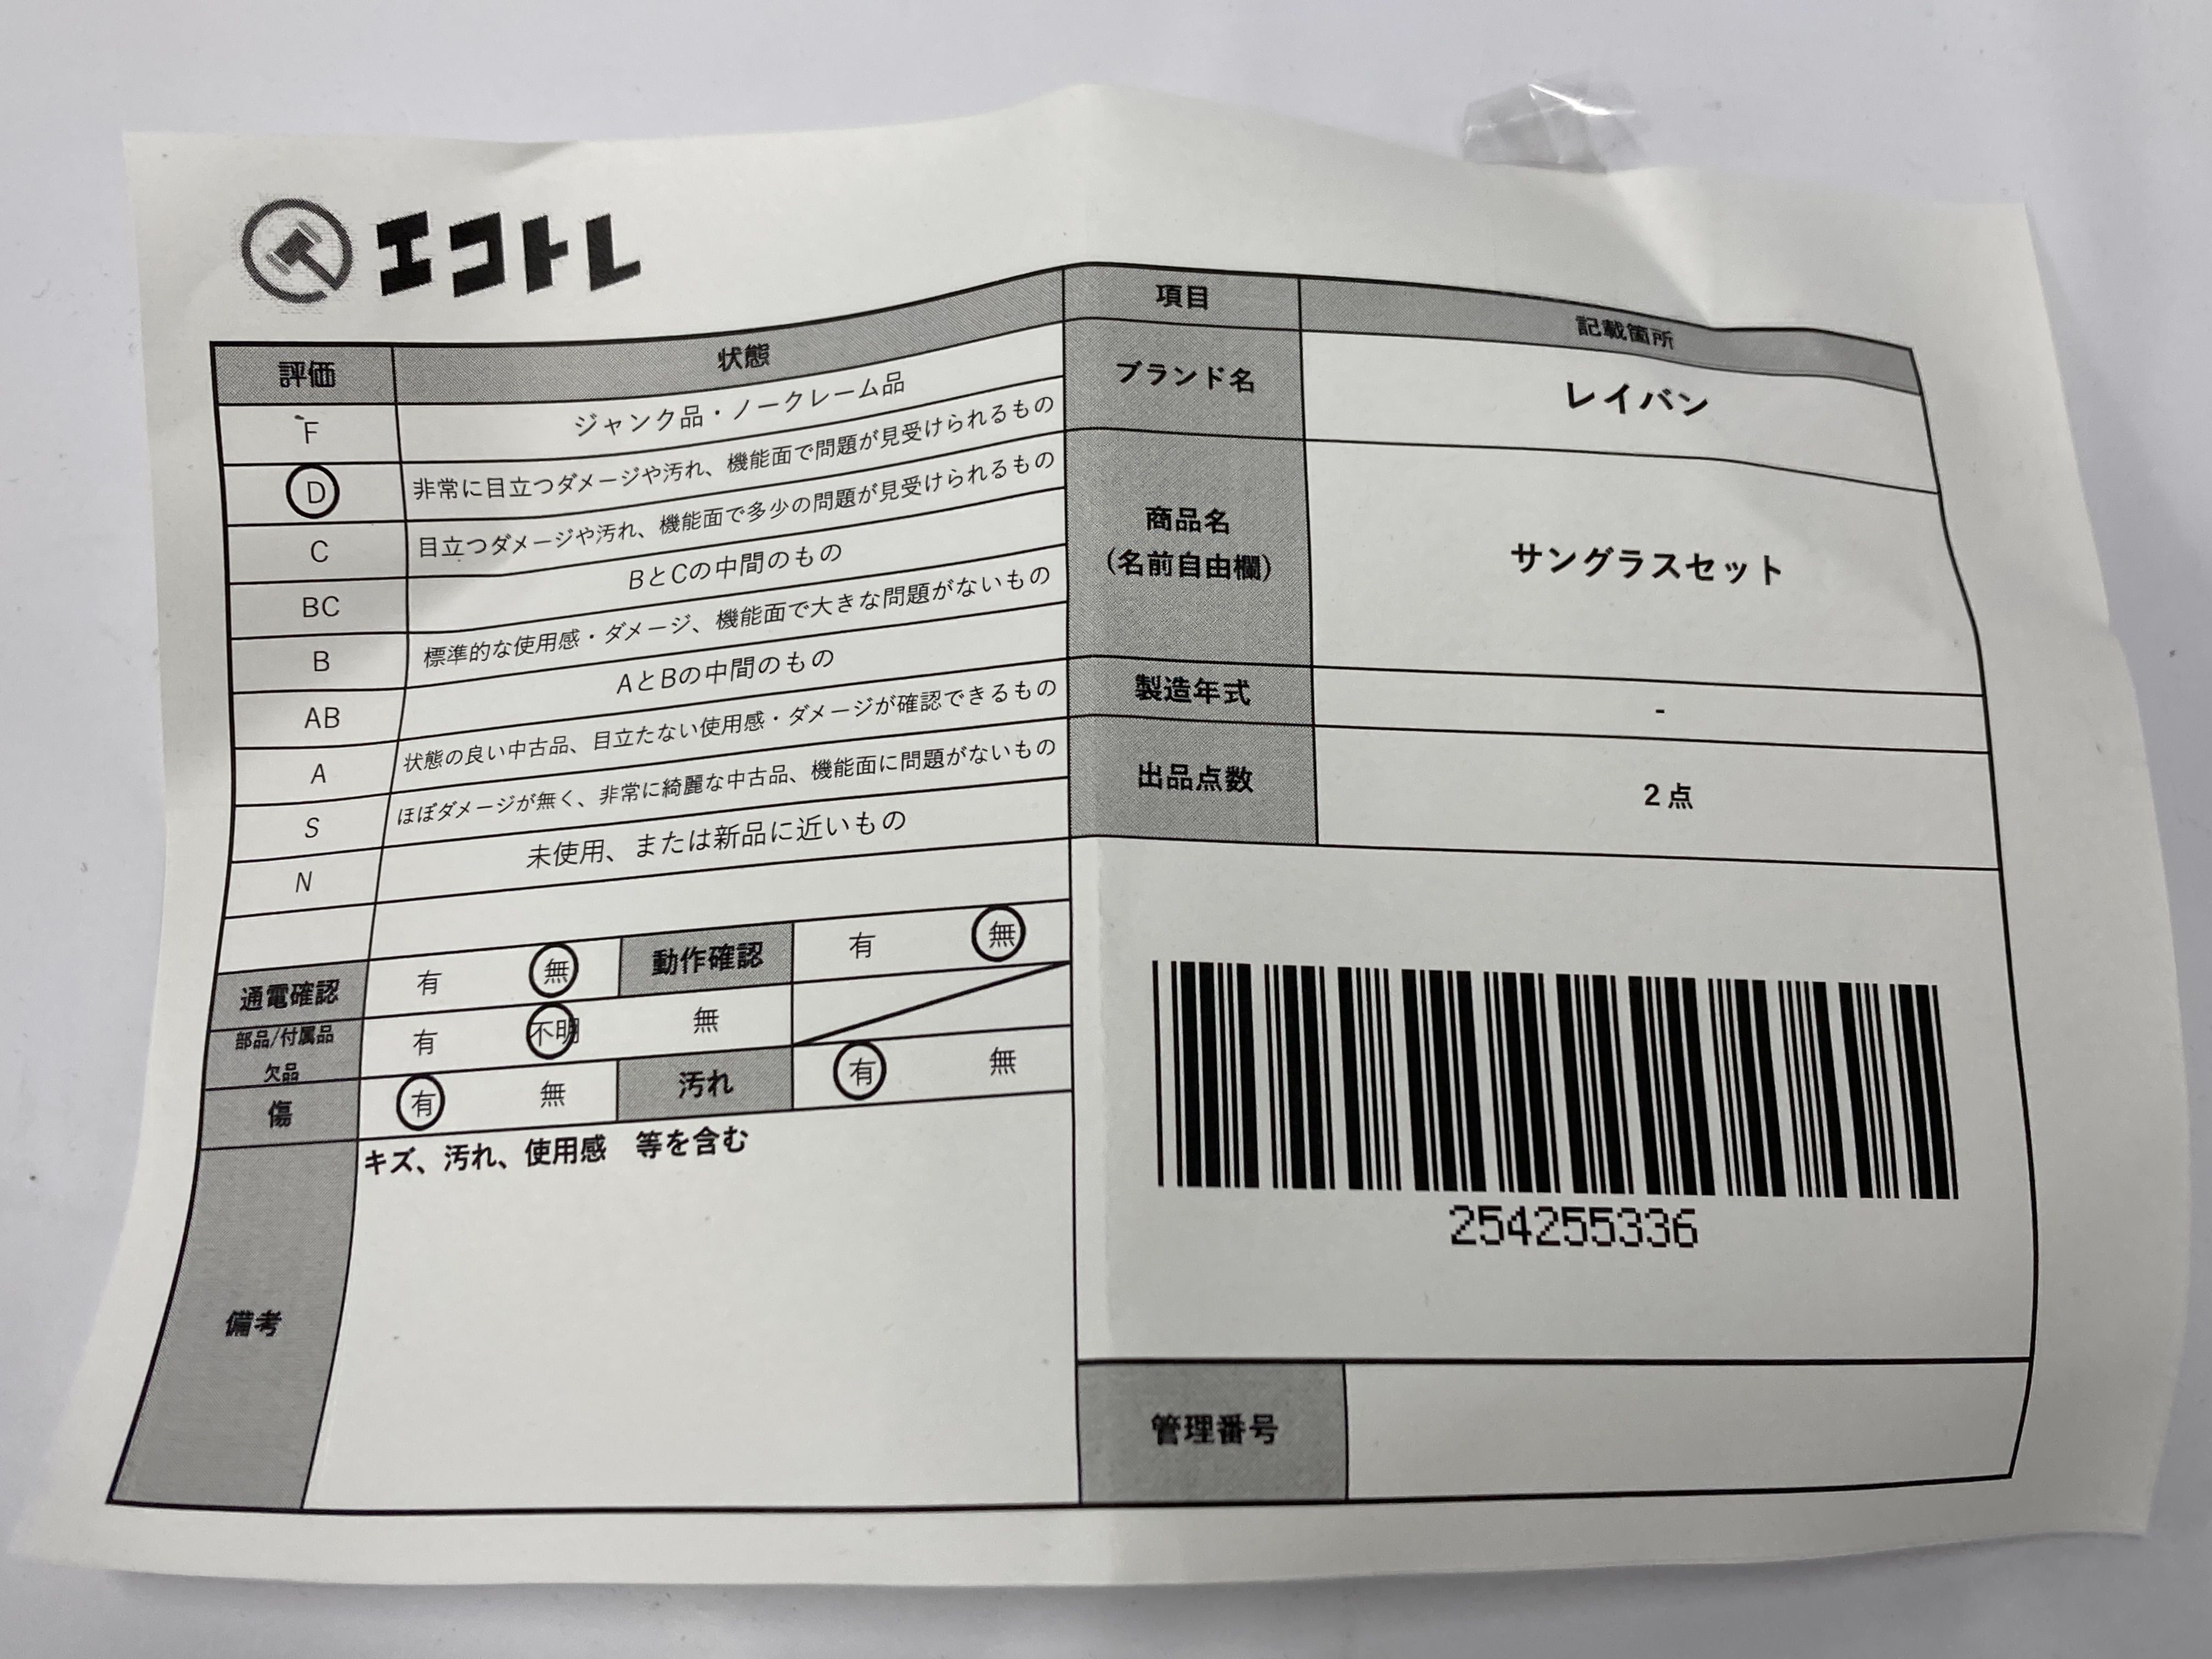 エコトレ
評価 状態
F ジャンク品・ノークレーム品
D 非常に目立つダメージや汚れ、機能面で問題が見受けられるもの
C 目立つダメージや汚れ、機能面で多少の問題が見受けられるもの
BC BとCの中間のもの
B 標準的な使用感・ダメージ、機能面で大きな問題がないもの
AB AとBの中間のもの
A 状態の良い中古品、目立たない使用感・ダメージが確認できるもの
S ほぼダメージが無く、非常に綺麗な中古品、機能面に問題がないもの
N 未使用、または新品に近いもの
通電確認 有 無 動作確認 有 無
部品/付属品
欠品 有 不明 無
傷 有 無 汚れ 有 無
備考 キズ、汚れ、使用感 等を含む
項目 記載箇所
ブランド名 レイバン
商品名
(名前自由欄) サングラスセット
製造年式 -
出品点数 2点
254255336
管理番号